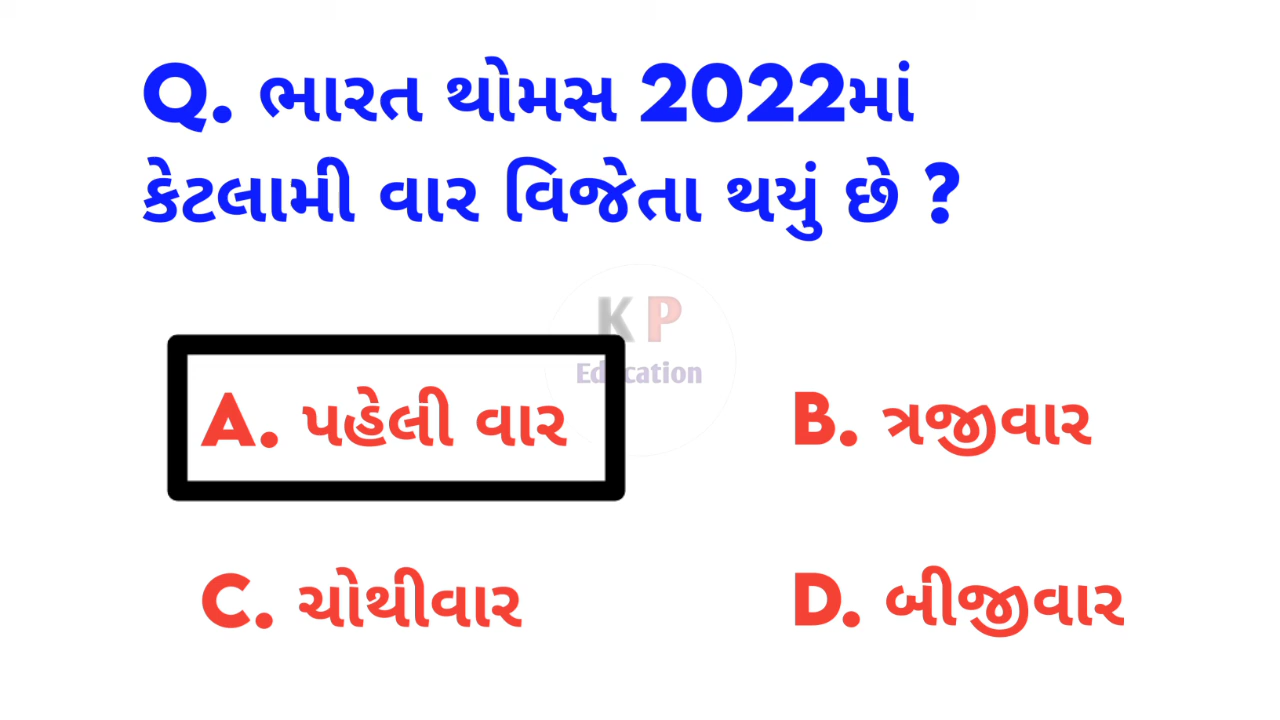 Q. ભારત થોમસ 2022માં
કેટલામી વાર વિજેતા થયું છે ?
K P
Education
A. પહેલી વાર
B. ત્રજીવાર
C. ચોથીવાર
D. બીજીવાર